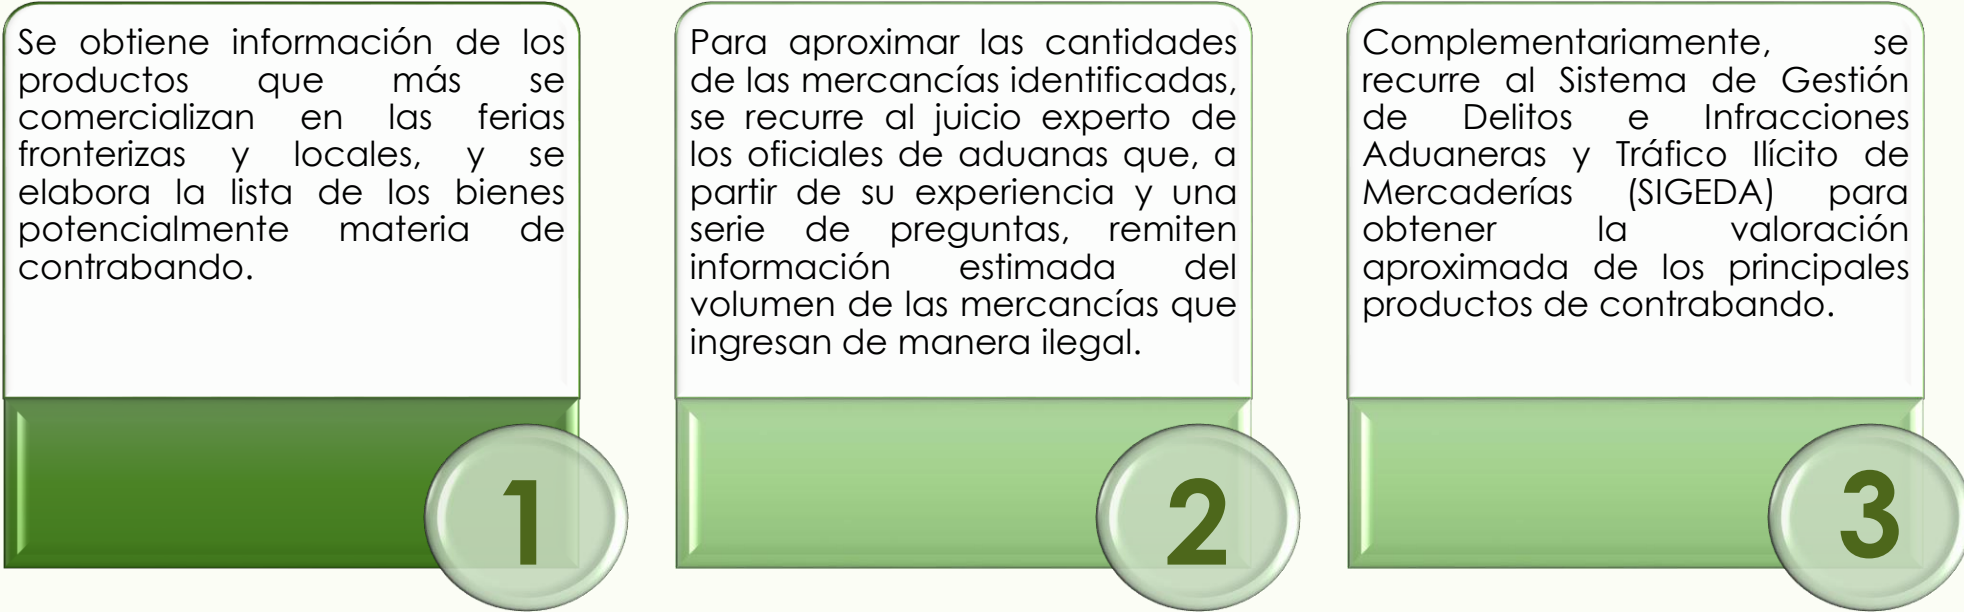 Se obtiene información de los
productos que más se
comercializan en las ferias
fronterizas y locales, y se
elabora la lista de los bienes
potencialmente materia de
contrabando.
1
Para aproximar las cantidades
de las mercancías identificadas,
se recurre al juicio experto de
los oficiales de aduanas que, a
partir de su experiencia y una
serie de preguntas, remiten
información estimada del
volumen de las mercancías que
ingresan de manera ilegal.
2
Complementariamente, se
recurre al Sistema de Gestión
de Delitos e Infracciones
Aduaneras y Tráfico Ilícito de
Mercaderías (SIGEDA) para
obtener la valoración
aproximada de los principales
productos de contrabando.
3